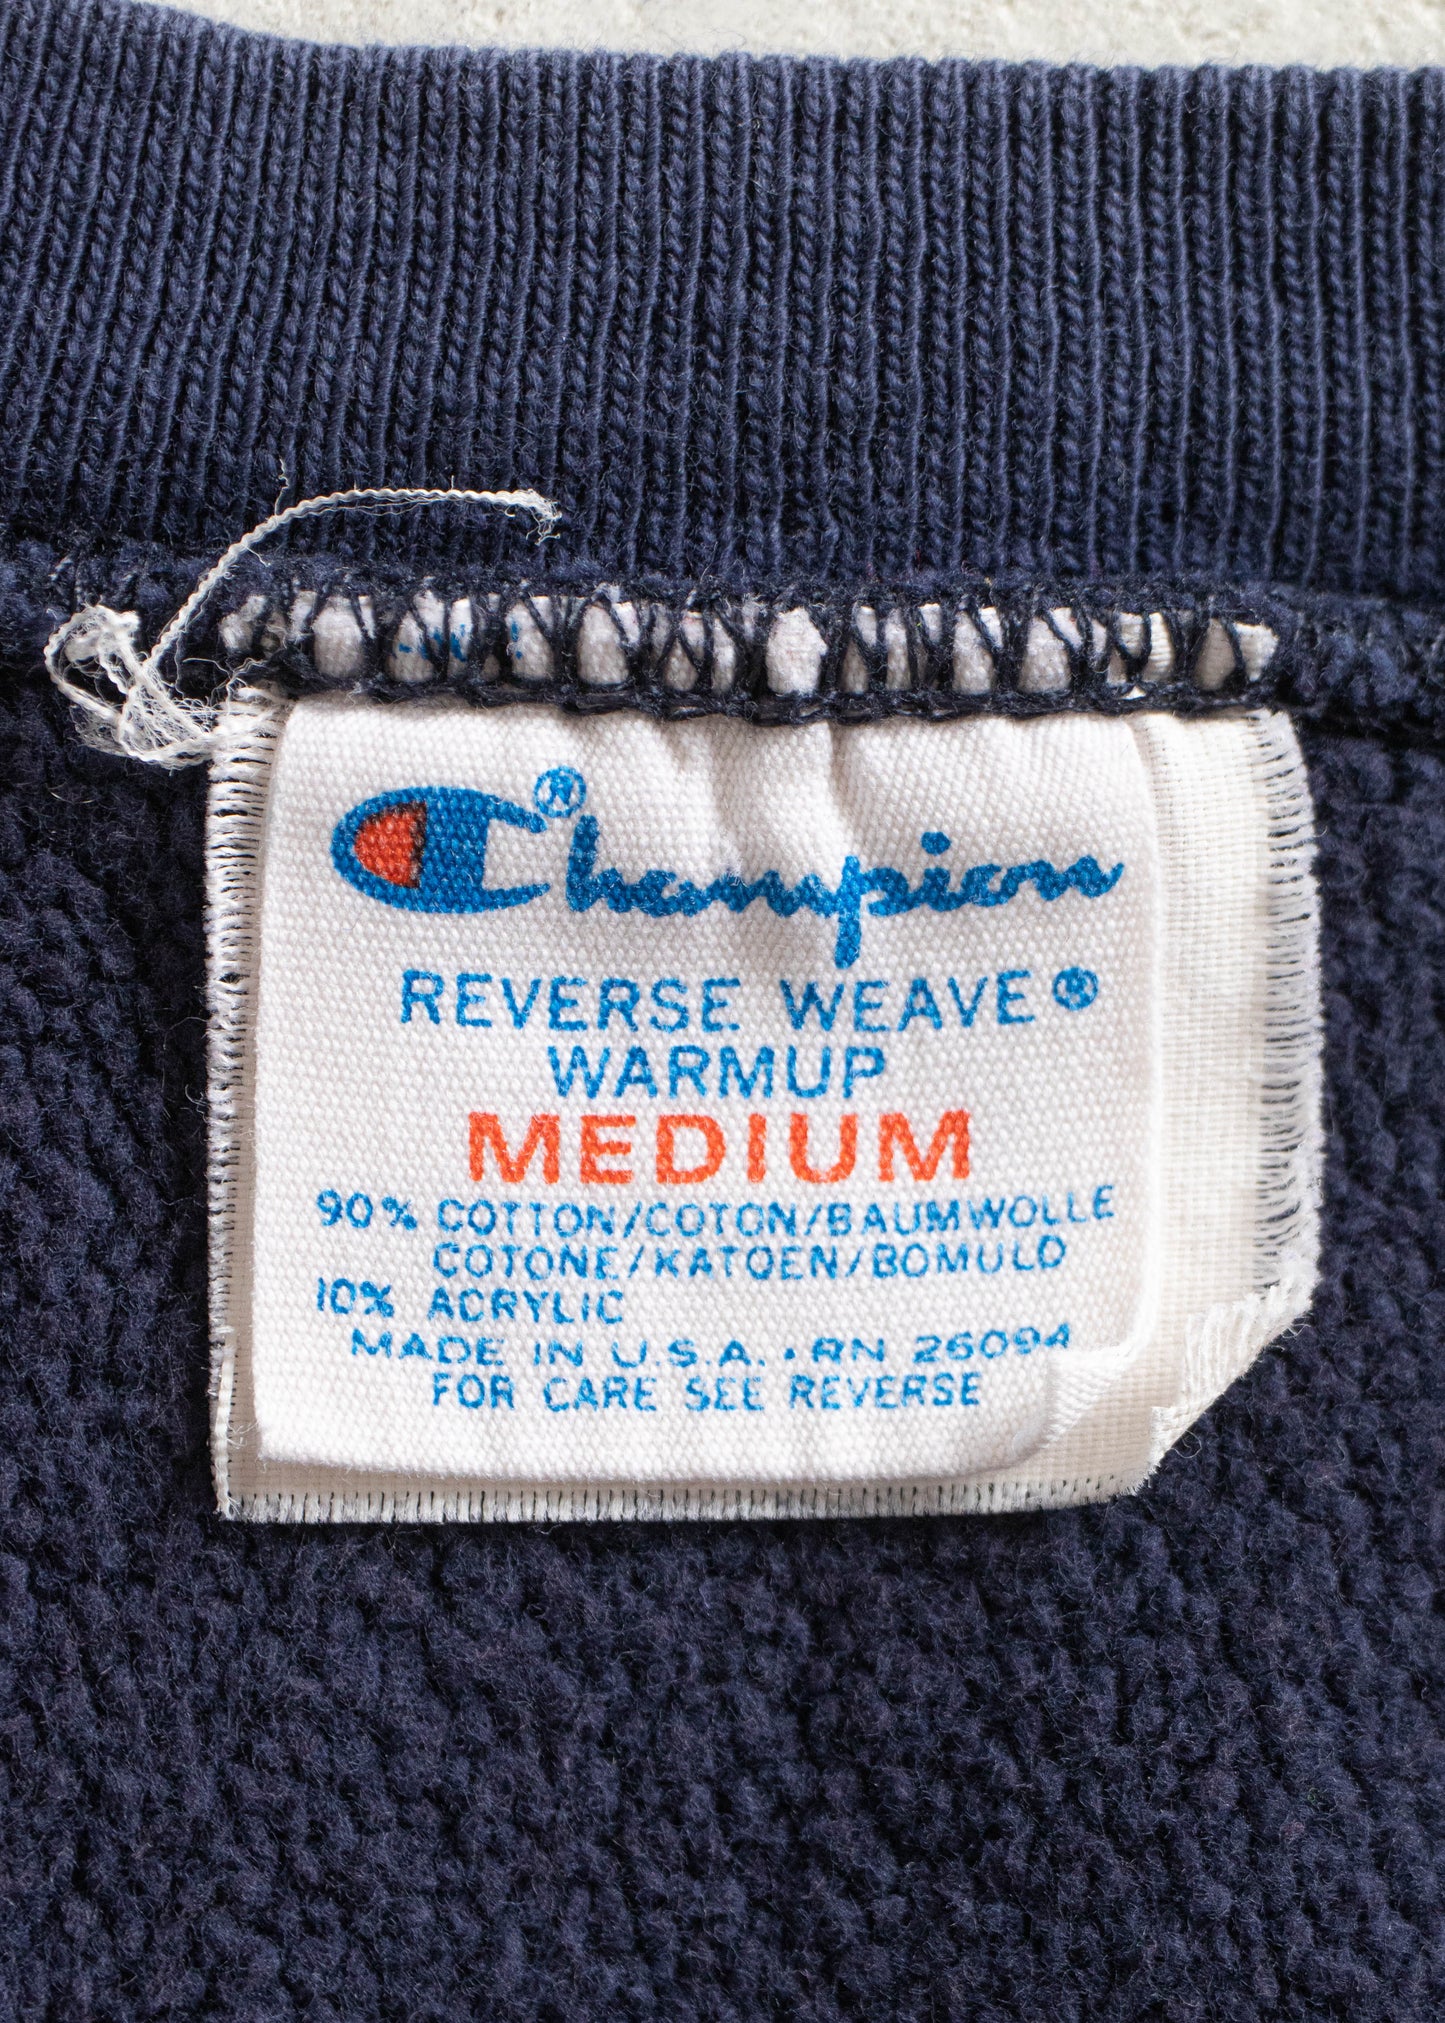 Champion®
REVERSE WEAVE®
WARMUP
MEDIUM
90% COTTON/COTON/BAUMWOLLE
COTONE/KATOEN/BOMULD
10% ACRYLIC
MADE IN U.S.A. • RN 26094
FOR CARE SEE REVERSE